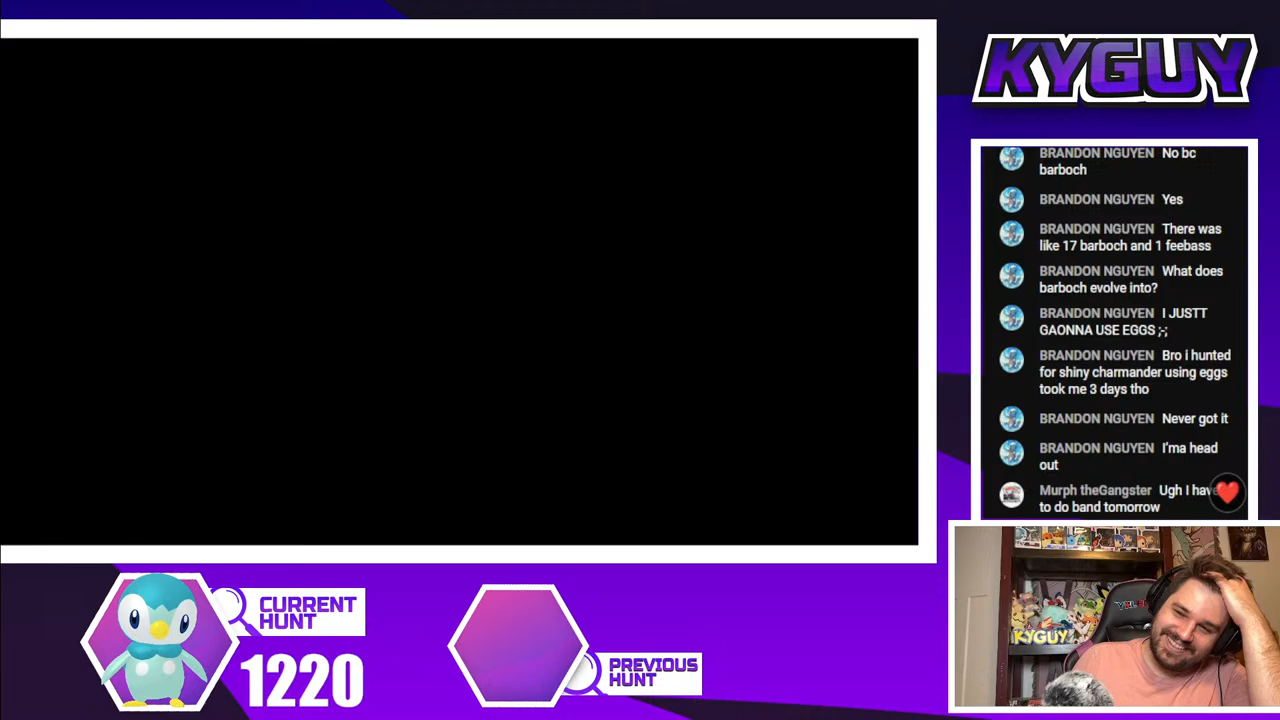 KYGUY
BRANDON NGUYEN No bc
barboch
BRANDON NGUYEN Yes
BRANDON NGUYEN There was
like 17 barboch and 1 feebass
BRANDON NGUYEN What does
barboch evolve into?
BRANDON NGUYEN I JUSTT
GAONNA USE EGGS ;-;
BRANDON NGUYEN Bro i hunted
for shiny charmander using eggs
took me 3 days tho
BRANDON NGUYEN Never got it
BRANDON NGUYEN I'ma head
out
Murph theGangster Ugh I have
to do band tomorrow
KYGUY
CURRENT
HUNT
1220
PREVIOUS
HUNT